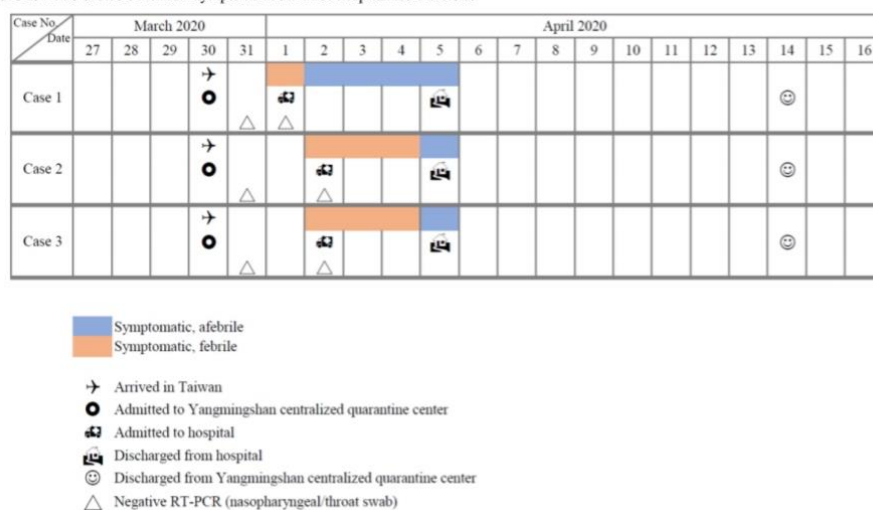 Case No. March 2020 April 2020
Date 27 28 29 30 31 1 2 3 4 5 6 7 8 9 10 11 12 13 14 15 16
Case 1
Case 2
Case 3
Symptomatic, afebrile
Symptomatic, febrile
Arrived in Taiwan
Admitted to Yangmingshan centralized quarantine center
Admitted to hospital
Discharged from hospital
Discharged from Yangmingshan centralized quarantine center
Negative RT-PCR (nasopharyngeal/throat swab)